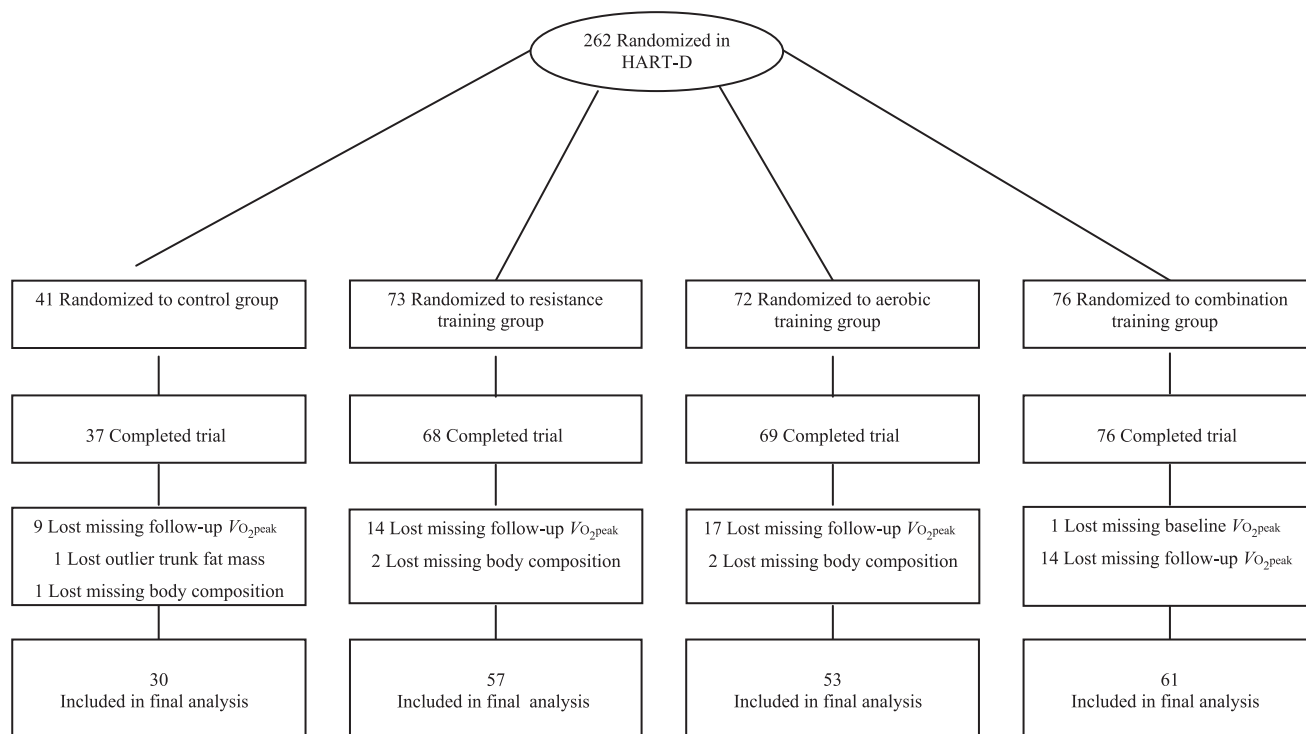 262 Randomized in
HART-D
41 Randomized to control group
73 Randomized to resistance
training group
72 Randomized to aerobic
training group
76 Randomized to combination
training group
37 Completed trial
68 Completed trial
69 Completed trial
76 Completed trial
9 Lost missing follow-up VO2peak
1 Lost outlier trunk fat mass
1 Lost missing body composition
14 Lost missing follow-up VO2peak
2 Lost missing body composition
17 Lost missing follow-up VO2peak
2 Lost missing body composition
1 Lost missing baseline VO2peak
14 Lost missing follow-up VO2peak
30
Included in final analysis
57
Included in final analysis
53
Included in final analysis
61
Included in final analysis